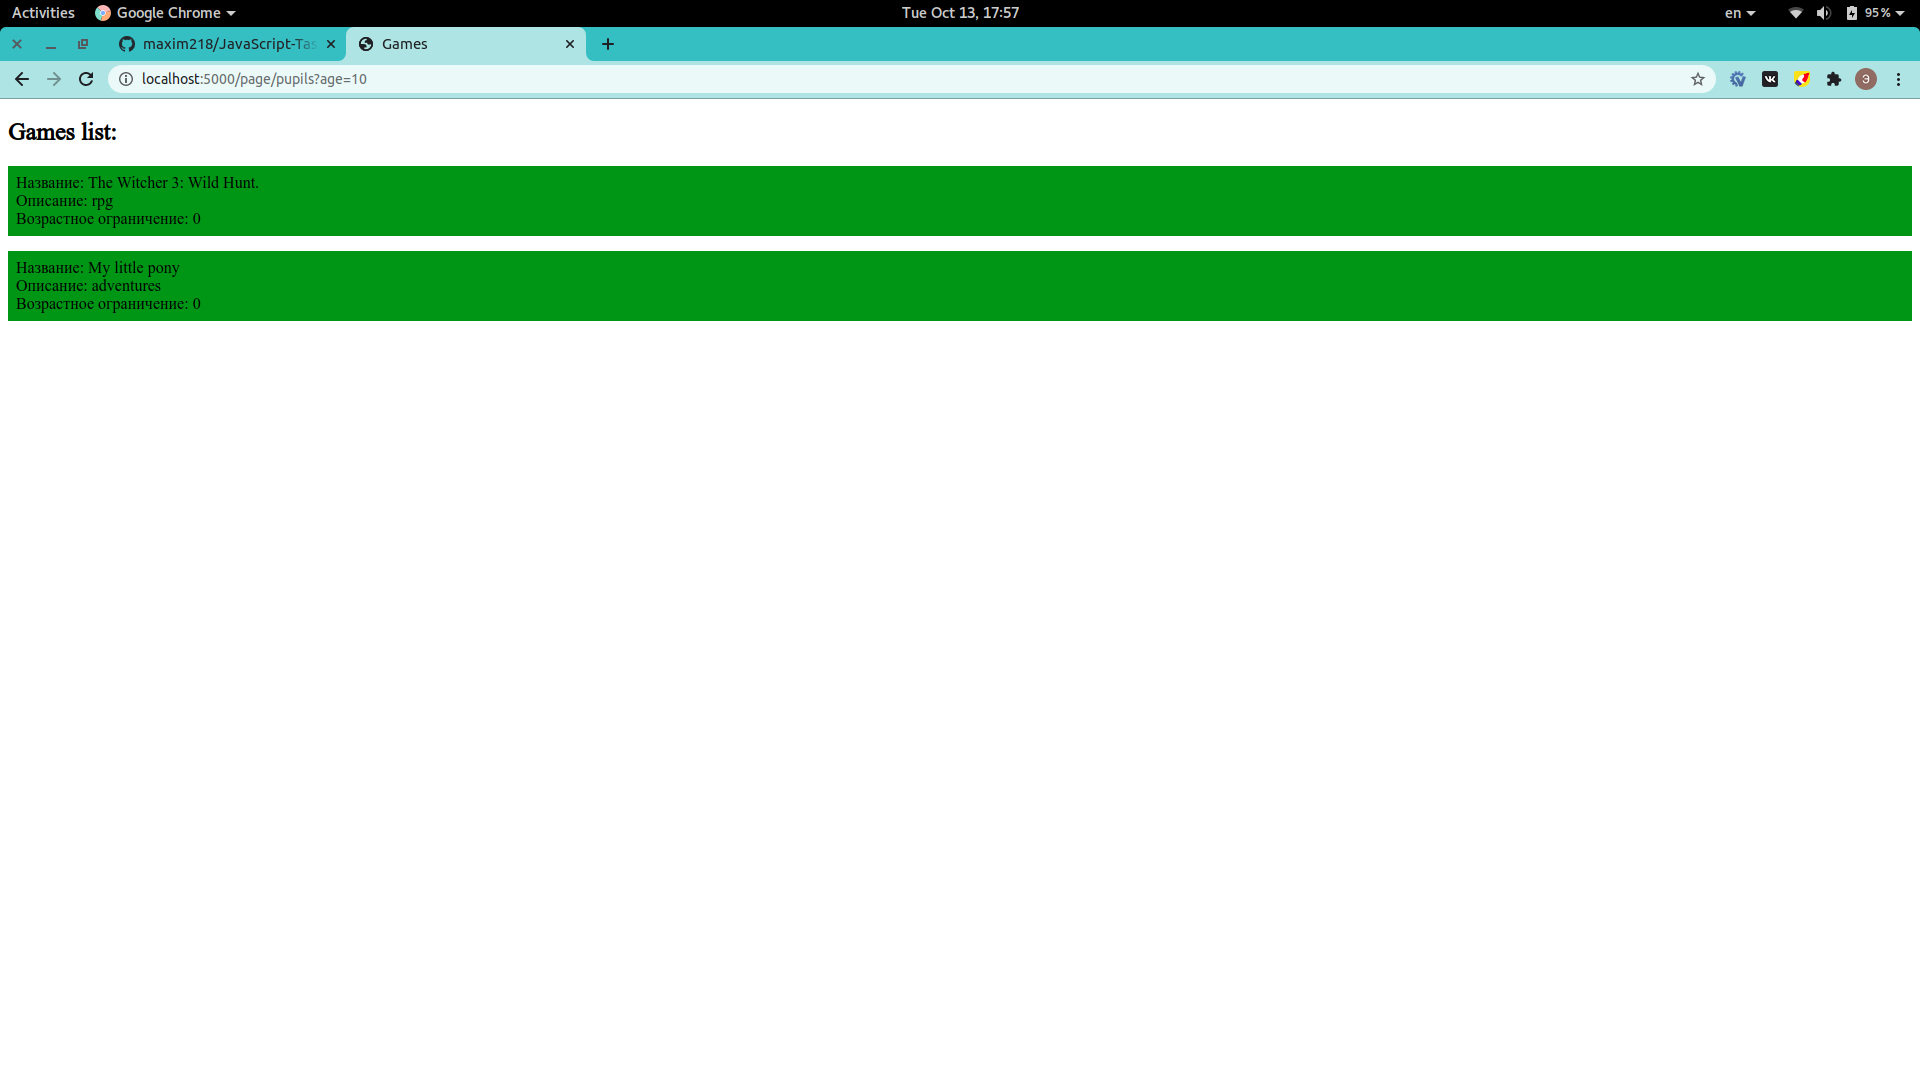 Activities
Google Chrome
Tue Oct 13, 17:57
en
95%
maxim218/JavaScript-Tas
Games
localhost:5000/page/pupils?age=10
Games list:
Название: The Witcher 3: Wild Hunt.
Описание: rpg
Возрастное ограничение: 0
Название: My little pony
Описание: adventures
Возрастное ограничение: 0